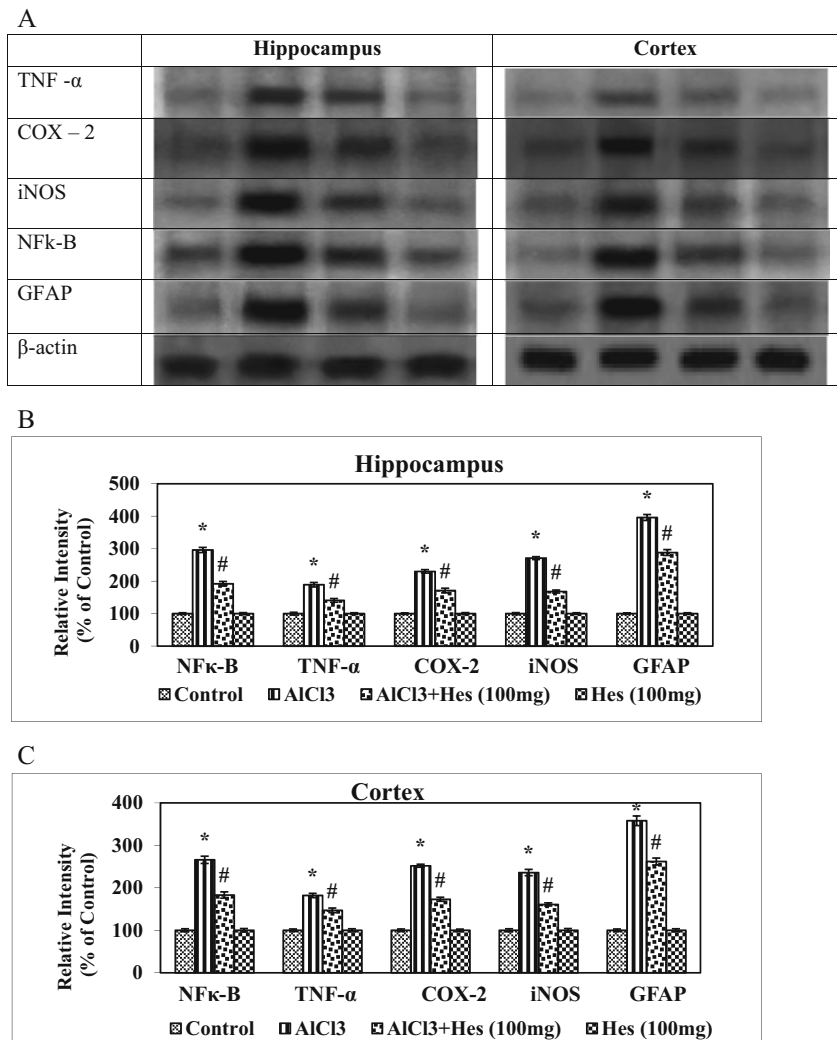 A
Hippocampus Cortex
TNF -α
COX – 2
iNOS
NFk-B
GFAP
β-actin
B
Hippocampus
Relative Intensity
(% of Control)
500
400
300
200
100
0
NFκ-B TNF-α COX-2 iNOS GFAP
Control AlCl3 AlCl3+Hes (100mg) Hes (100mg)
* # * # * # * # * #
C
Cortex
Relative Intensity
(% of Control)
400
300
200
100
0
NFκ-B TNF-α COX-2 iNOS GFAP
Control AlCl3 AlCl3+Hes (100mg) Hes (100mg)
* # * # * # * # * #